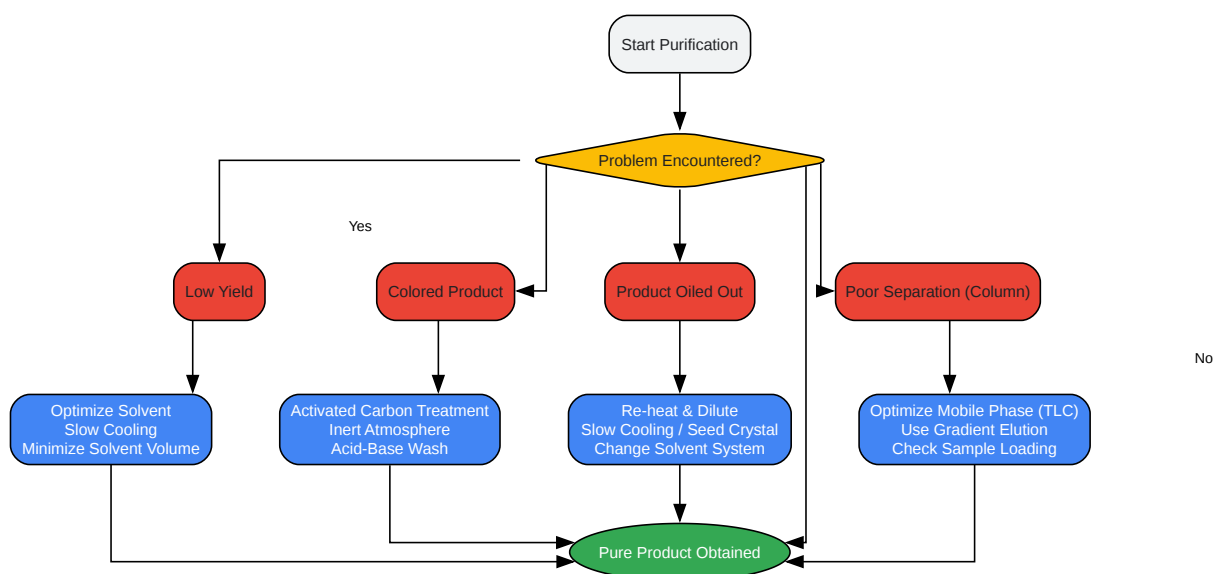 Start Purification
Problem Encountered?
Yes
Low Yield
Colored Product
Product Oiled Out
Poor Separation (Column)
No
Optimize Solvent
Slow Cooling
Minimize Solvent Volume
Activated Carbon Treatment
Inert Atmosphere
Acid-Base Wash
Re-heat & Dilute
Slow Cooling / Seed Crystal
Change Solvent System
Optimize Mobile Phase (TLC)
Use Gradient Elution
Check Sample Loading
Pure Product Obtained